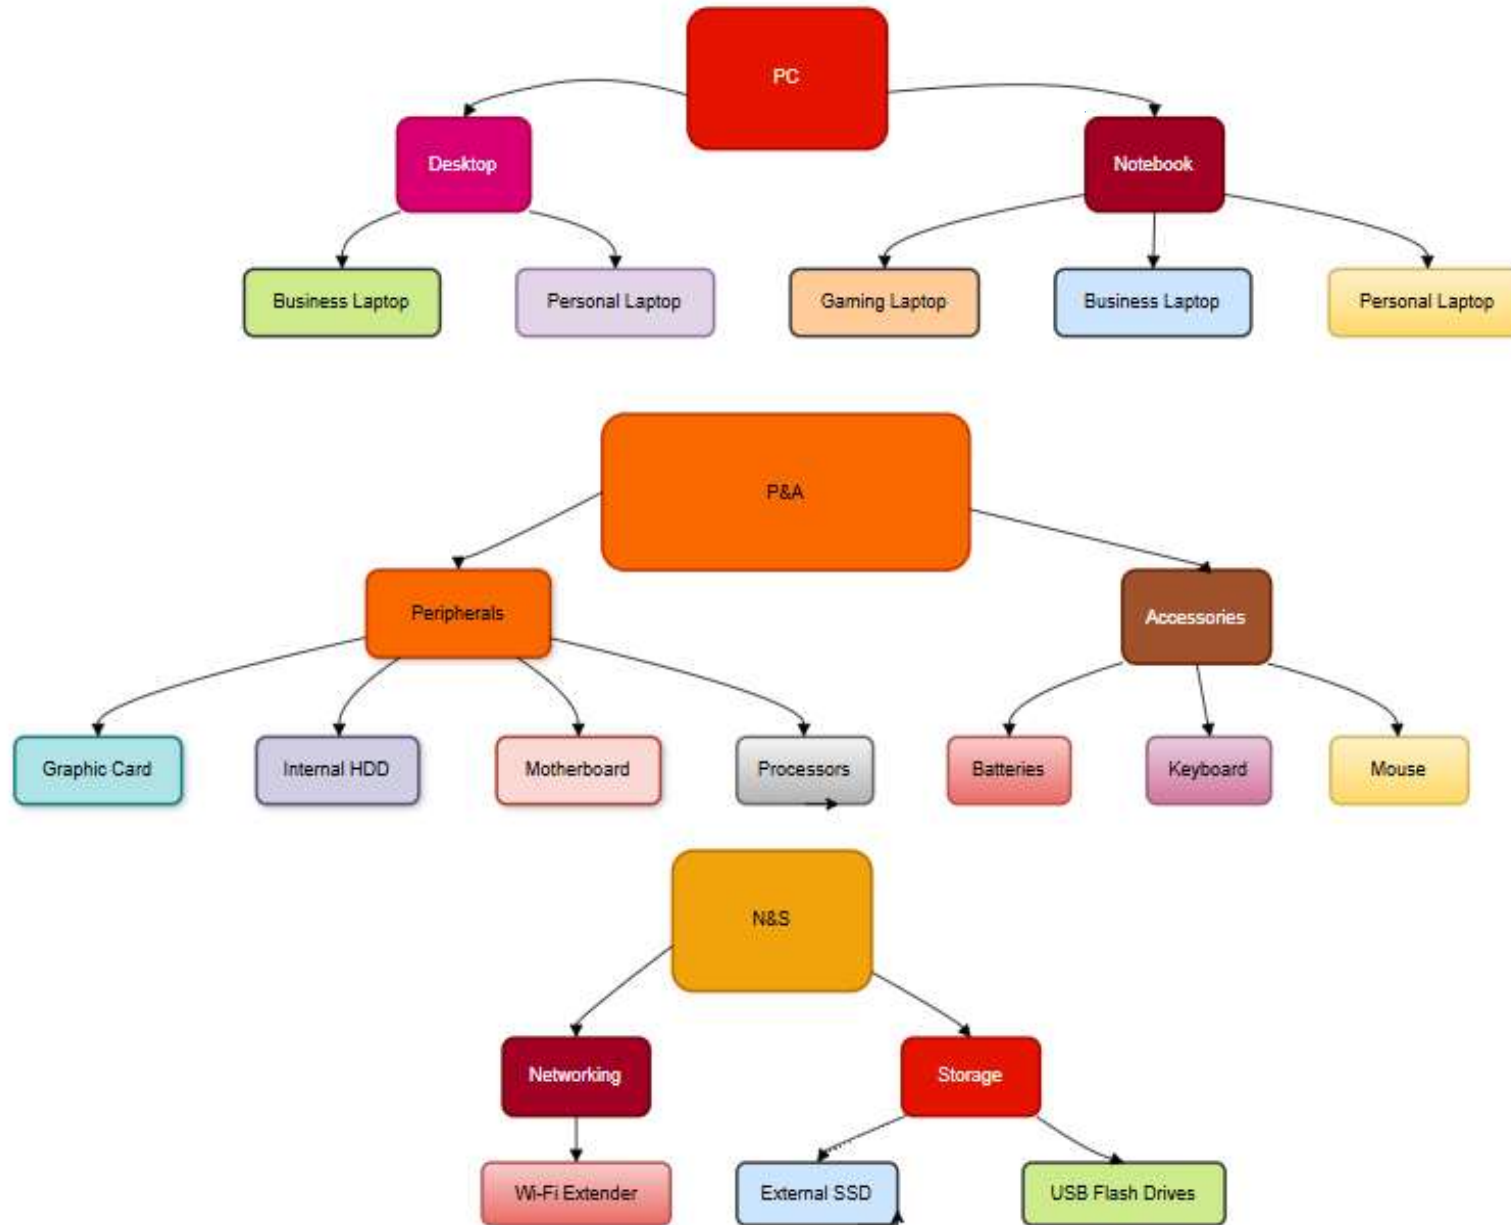 PC
Desktop
Notebook
Business Laptop
Personal Laptop
Gaming Laptop
Business Laptop
Personal Laptop
P&A
Peripherals
Accessories
Graphic Card
Internal HDD
Motherboard
Processors
Batteries
Keyboard
Mouse
N&S
Networking
Storage
Wi-Fi Extender
External SSD
USB Flash Drives